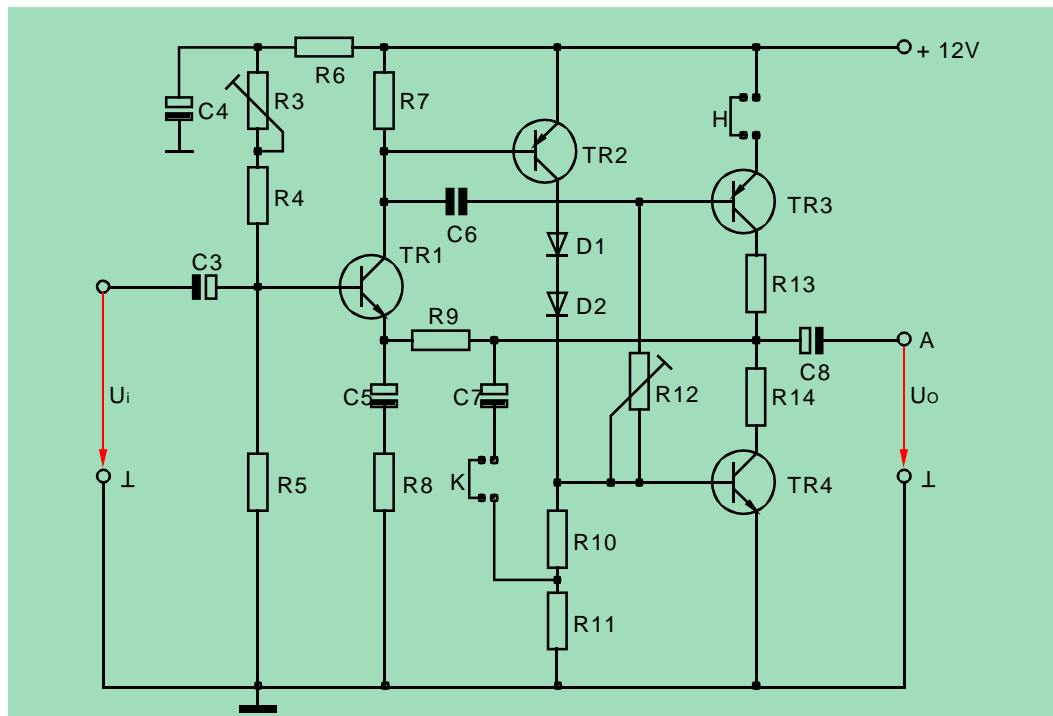 + 12V
R6
R3
C4
R7
H
TR2
R4
TR3
C6
D1
TR1
C3
R13
D2
R9
A
C8
Ui
C5
C7
R12
R14
UO
⊥
R5
R8
K
TR4
⊥
R10
R11